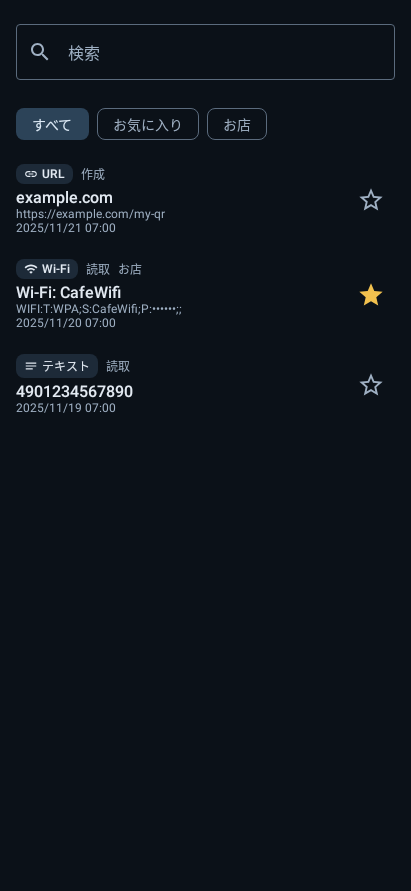 検索
すべて お気に入り お店
URL 作成
example.com
https://example.com/my-qr
2025/11/21 07:00
Wi-Fi 読取 お店
Wi-Fi: CafeWifi
WIFI:T:WPA;S:CafeWifi;P:••••••;;
2025/11/20 07:00
テキスト 読取
4901234567890
2025/11/19 07:00